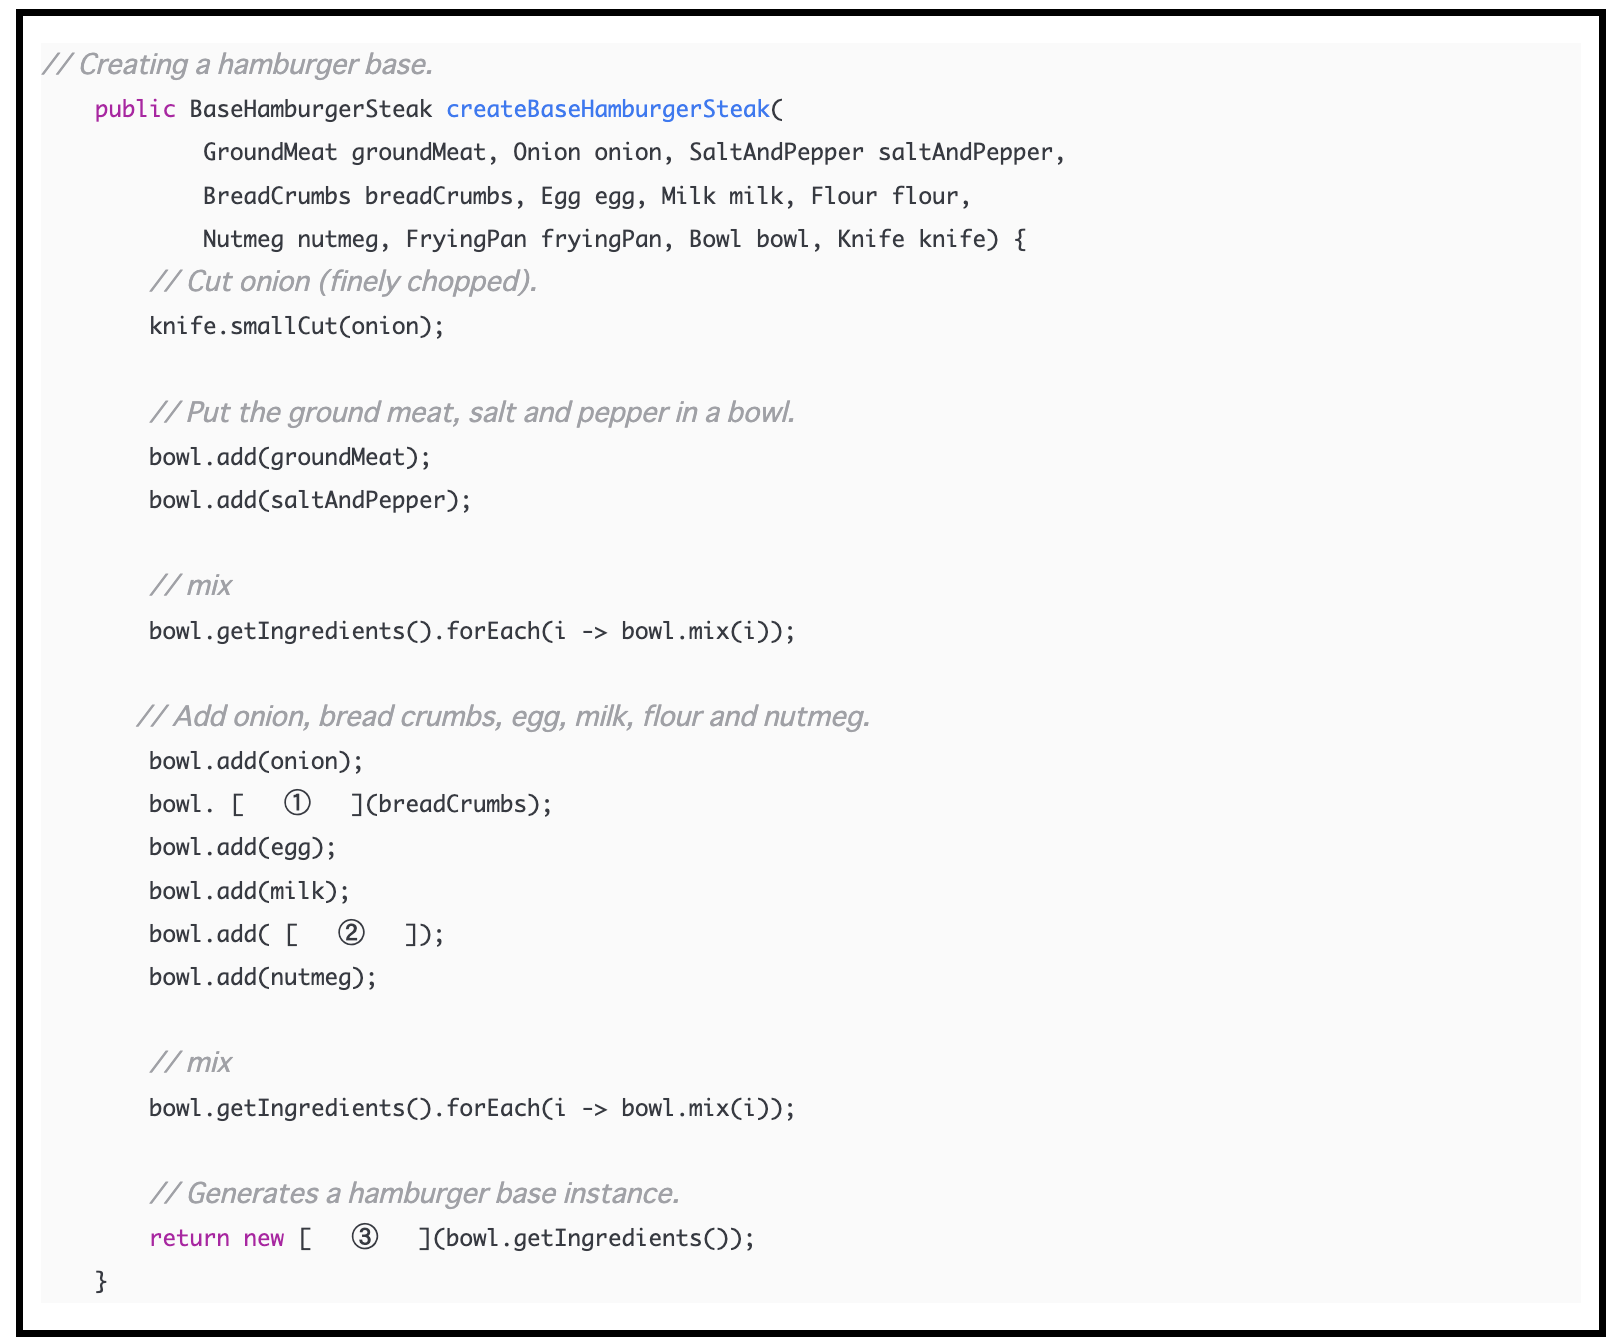 // Creating a hamburger base.
public BaseHamburgerSteak createBaseHamburgerSteak(
GroundMeat groundMeat, Onion onion, SaltAndPepper saltAndPepper,
BreadCrumbs breadCrumbs, Egg egg, Milk milk, Flour flour,
Nutmeg nutmeg, FryingPan fryingPan, Bowl bowl, Knife knife) {
// Cut onion (finely chopped).
knife.smallCut(onion);
// Put the ground meat, salt and pepper in a bowl.
bowl.add(groundMeat);
bowl.add(saltAndPepper);
// mix
bowl.getIngredients().forEach(i -> bowl.mix(i));
// Add onion, bread crumbs, egg, milk, flour and nutmeg.
bowl.add(onion);
bowl. [ ① ](breadCrumbs);
bowl.add(egg);
bowl.add(milk);
bowl.add( [ ② ]);
bowl.add(nutmeg);
// mix
bowl.getIngredients().forEach(i -> bowl.mix(i));
// Generates a hamburger base instance.
return new [ ③ ](bowl.getIngredients());
}